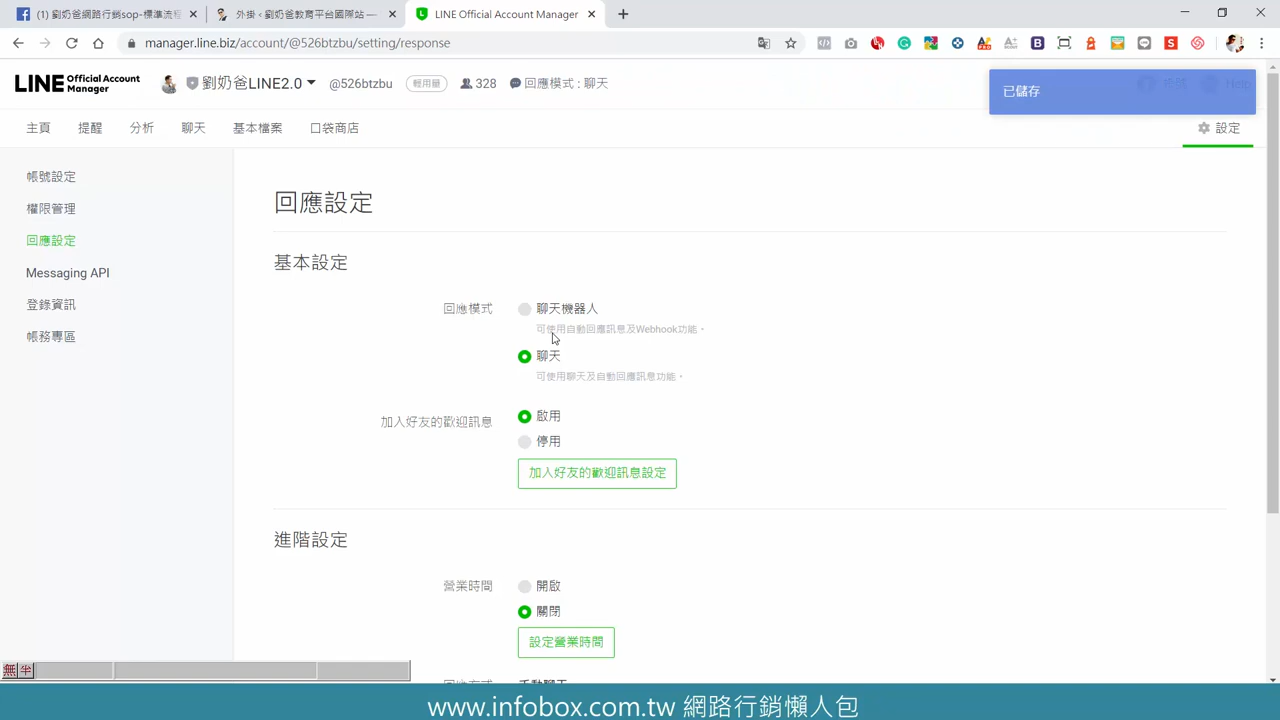 (1) 劉奶爸網路行銷sop-標準流程
外掛 ‹ 劉奶爸教育平台國際站 —
LINE Official Account Manager
manager.line.biz/account/@526btzbu/setting/response
LINE Official Account Manager
劉奶爸LINE2.0
@526btzbu
輕用量
328
回應模式 : 聊天
已儲存
主頁
提醒
分析
聊天
基本檔案
口袋商店
設定
帳號設定
權限管理
回應設定
Messaging API
登錄資訊
帳務專區
回應設定
基本設定
回應模式
聊天機器人
可使用自動回應訊息及Webhook功能。
聊天
可使用聊天及自動回應訊息功能。
加入好友的歡迎訊息
啟用
停用
加入好友的歡迎訊息設定
進階設定
營業時間
開啟
關閉
設定營業時間
無半
www.infobox.com.tw 網路行銷懶人包